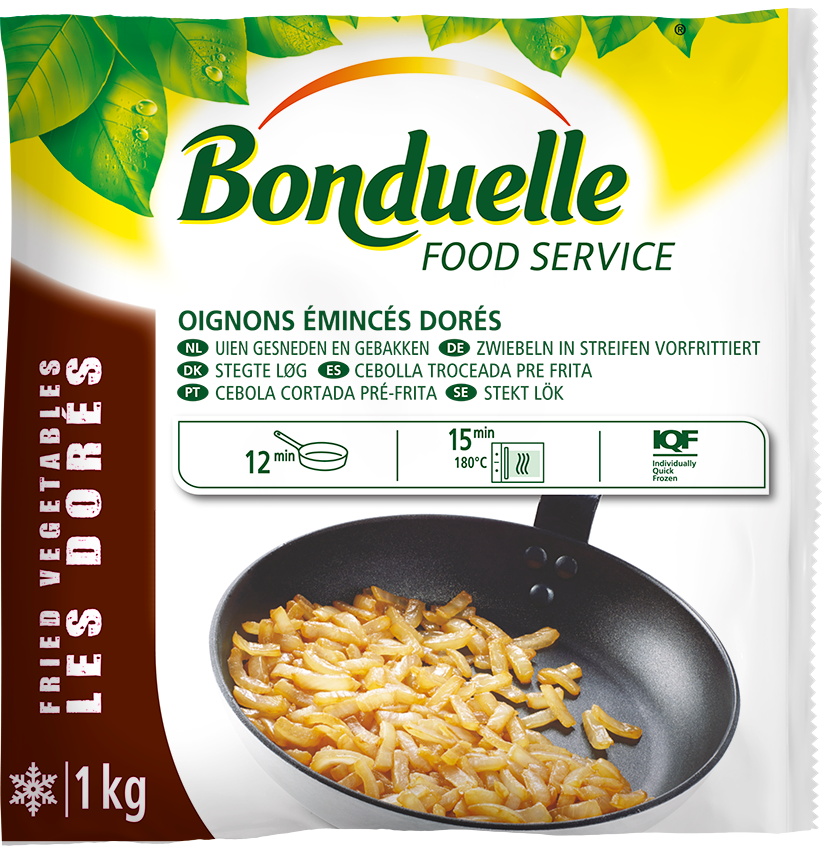 ®
Bonduelle
FOOD SERVICE
OIGNONS ÉMINCÉS DORÉS
NL UIEN GESNEDEN EN GEBAKKEN DE ZWIEBELN IN STREIFEN VORFRITTIERT
DK STEGTE LØG ES CEBOLLA TROCEADA PRE FRITA
PT CEBOLA CORTADA PRÉ-FRITA SE STEKT LÖK
12 min
15 min
180°C
IQF
Individually
Quick
Frozen
FRIED VEGETABLES
LES DORÉS
1 kg